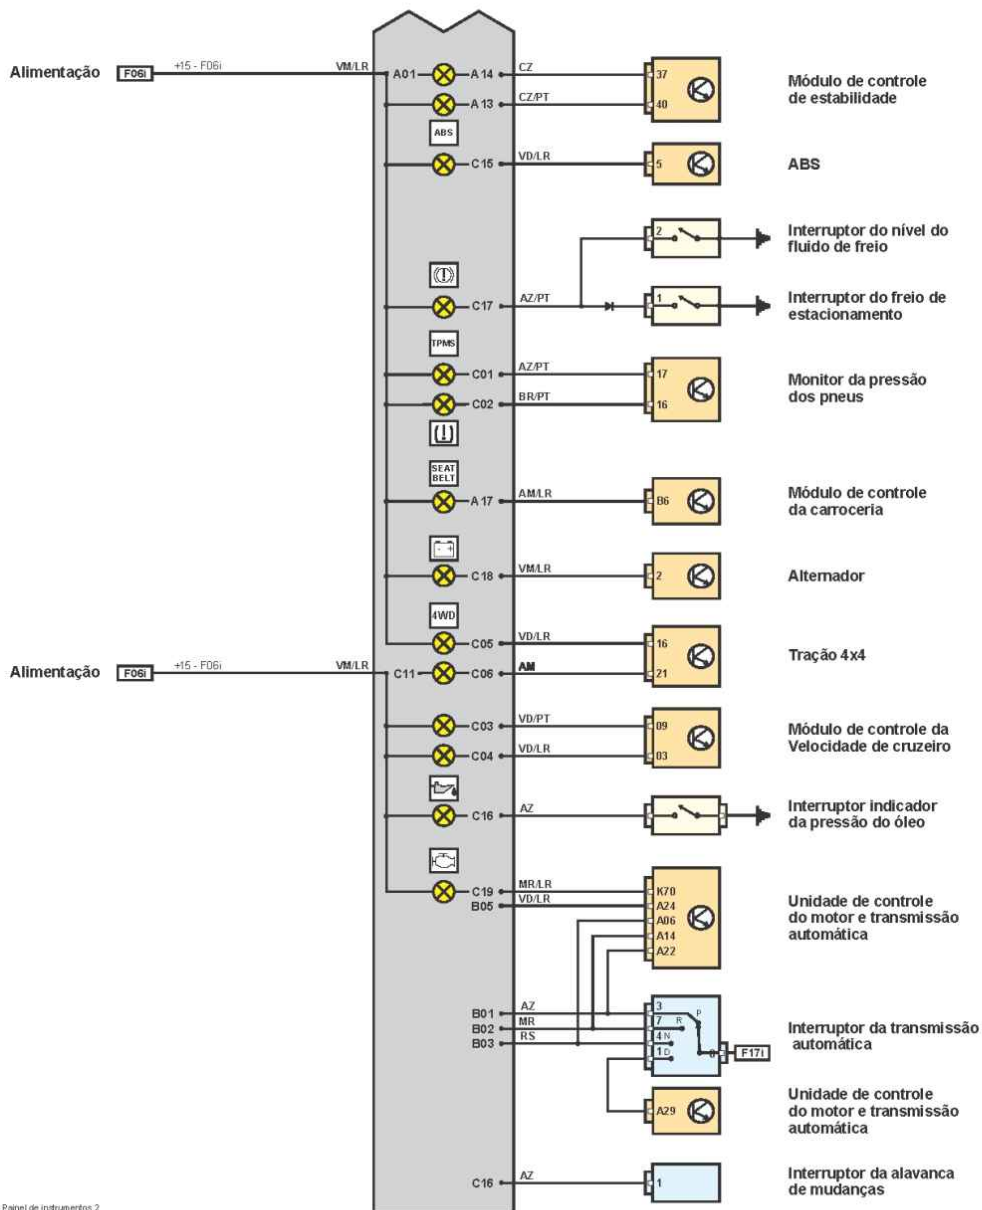 Alimentação F06i +15 - F06i VM/LR A01 A14 CZ 37 Módulo de controle
A13 CZ/PT 40 de estabilidade
ABS
C15 VD/LR 5 ABS
2 Interruptor do nível do
fluido de freio
C17 AZ/PT 1 Interruptor do freio de
estacionamento
TPMS
C01 AZ/PT 17 Monitor da pressão
C02 BR/PT 16 dos pneus
SEAT
BELT
A17 AM/LR B6 Módulo de controle
da carroceria
- +
C18 VM/LR 2 Alternador
4WD
C05 VD/LR 16 Tração 4x4
Alimentação F06i +15 - F06i VM/LR C11 C06 AM 21
C03 VD/PT 09 Módulo de controle da
C04 VD/LR 03 Velocidade de cruzeiro
C16 AZ Interruptor indicador
da pressão do óleo
C19 MR/LR K70 Unidade de controle
B05 VD/LR A24 do motor e transmissão
A06 automática
A14
A22
B01 AZ 3 P
B02 MR 7 R Interruptor da transmissão
B03 RS 4 N automática
1 D 8 F17i
A29 Unidade de controle
do motor e transmissão
automática
C16 AZ 1 Interruptor da alavanca
de mudanças
Painel de instrumentos 2